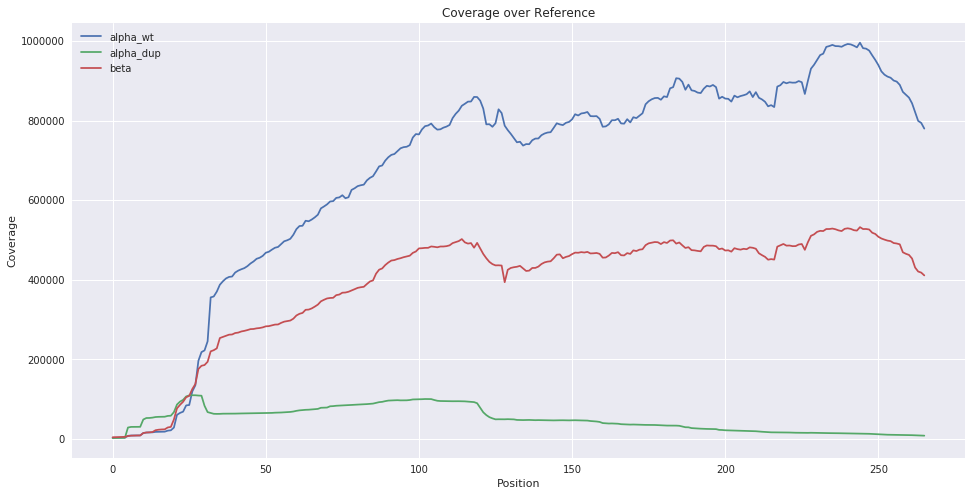 Coverage over Reference
alpha_wt
alpha_dup
beta
1000000
800000
600000
400000
200000
0
Coverage
0 50 100 150 200 250
Position